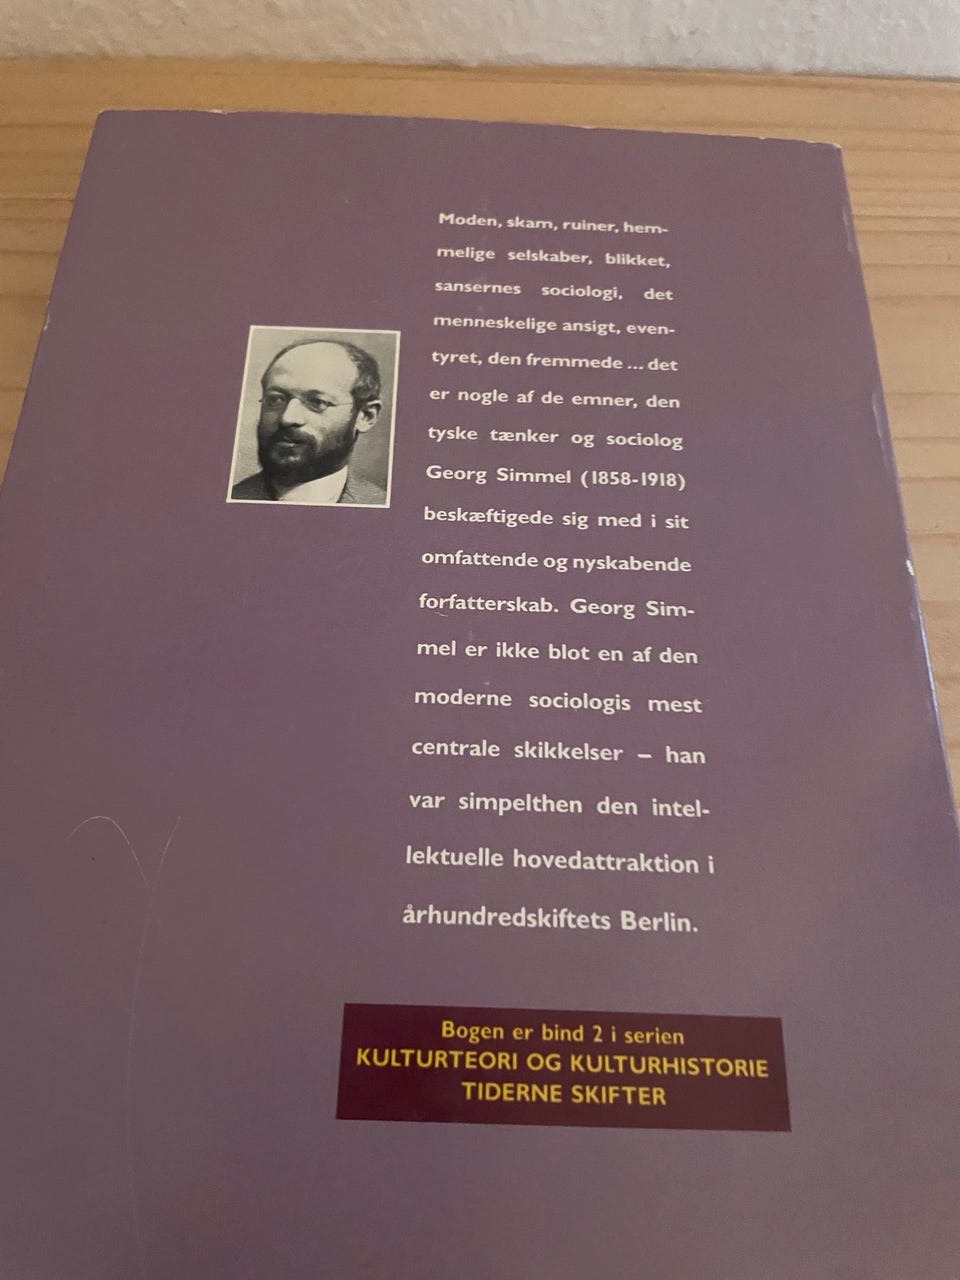 Moden, skam, ruiner, hem-
melige selskaber, blikket,
sansernes sociologi, det
menneskelige ansigt, even-
tyret, den fremmede ... det
er nogle af de emner, den
tyske tænker og sociolog
Georg Simmel (1858-1918)
beskæftigede sig med i sit
omfattende og nyskabende
forfatterskab. Georg Sim-
mel er ikke blot en af den
moderne sociologis mest
centrale skikkelser – han
var simpelthen den intel-
lektuelle hovedattraktion i
århundredskiftets Berlin.
Bogen er bind 2 i serien
KULTURTEORI OG KULTURHISTORIE
TIDERNE SKIFTER